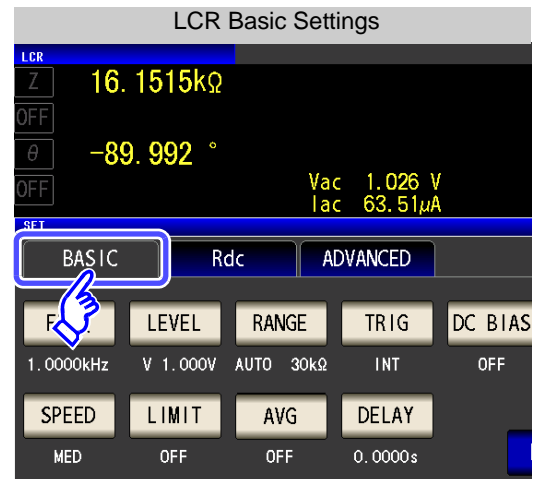 LCR Basic Settings
LCR
Z 16.1515kΩ
OFF
θ -89.992 °
OFF
Vac 1.026 V
Iac 63.51μA
SET
BASIC Rdc ADVANCED
LEVEL RANGE TRIG DC BIAS
1.0000kHz V 1.000V AUTO 30kΩ INT OFF
SPEED LIMIT AVG DELAY
MED OFF OFF 0.0000s